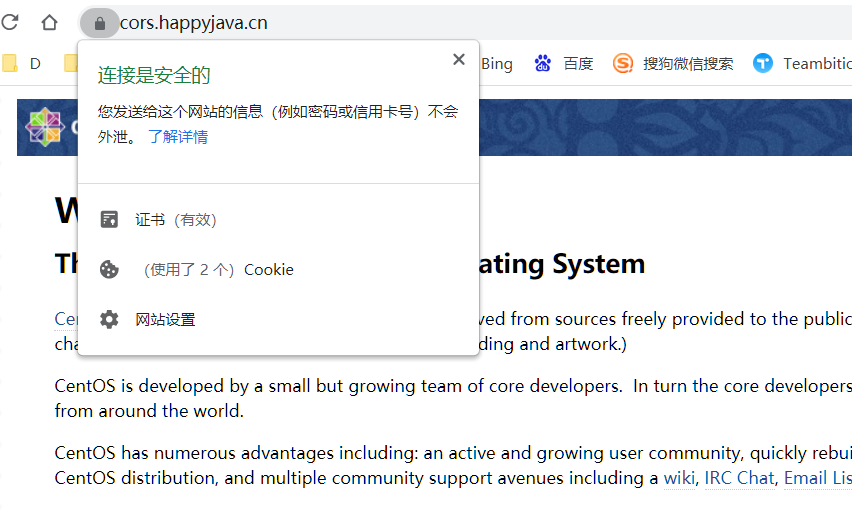 cors.happyjava.cn
D
Bing
百度
搜狗微信搜索
Teambitic
连接是安全的
您发送给这个网站的信息（例如密码或信用卡号）不会
外泄。 了解详情
证书（有效）
（使用了 2 个）Cookie
网站设置
W
Th
ating System
Cen
ved from sources freely provided to the public
cha
ding and artwork.)
CentOS is developed by a small but growing team of core developers. In turn the core developers
from around the world.
CentOS has numerous advantages including: an active and growing user community, quickly rebui
CentOS distribution, and multiple community support avenues including a wiki, IRC Chat, Email Lis